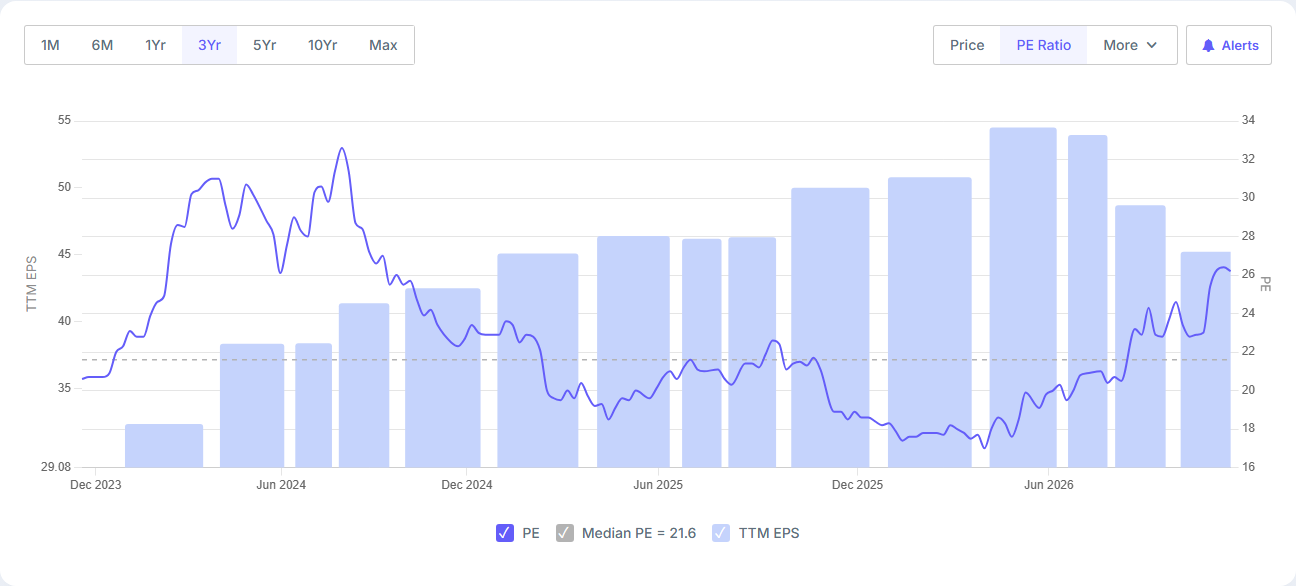 1M 6M 1Yr 3Yr 5Yr 10Yr Max Price PE Ratio More Alerts
55 34
32
50 30
28
45 26
TTM EPS PE
40 24
22
35 20
18
29.08 16
Dec 2023 Jun 2024 Dec 2024 Jun 2025 Dec 2025 Jun 2026
PE Median PE = 21.6 TTM EPS